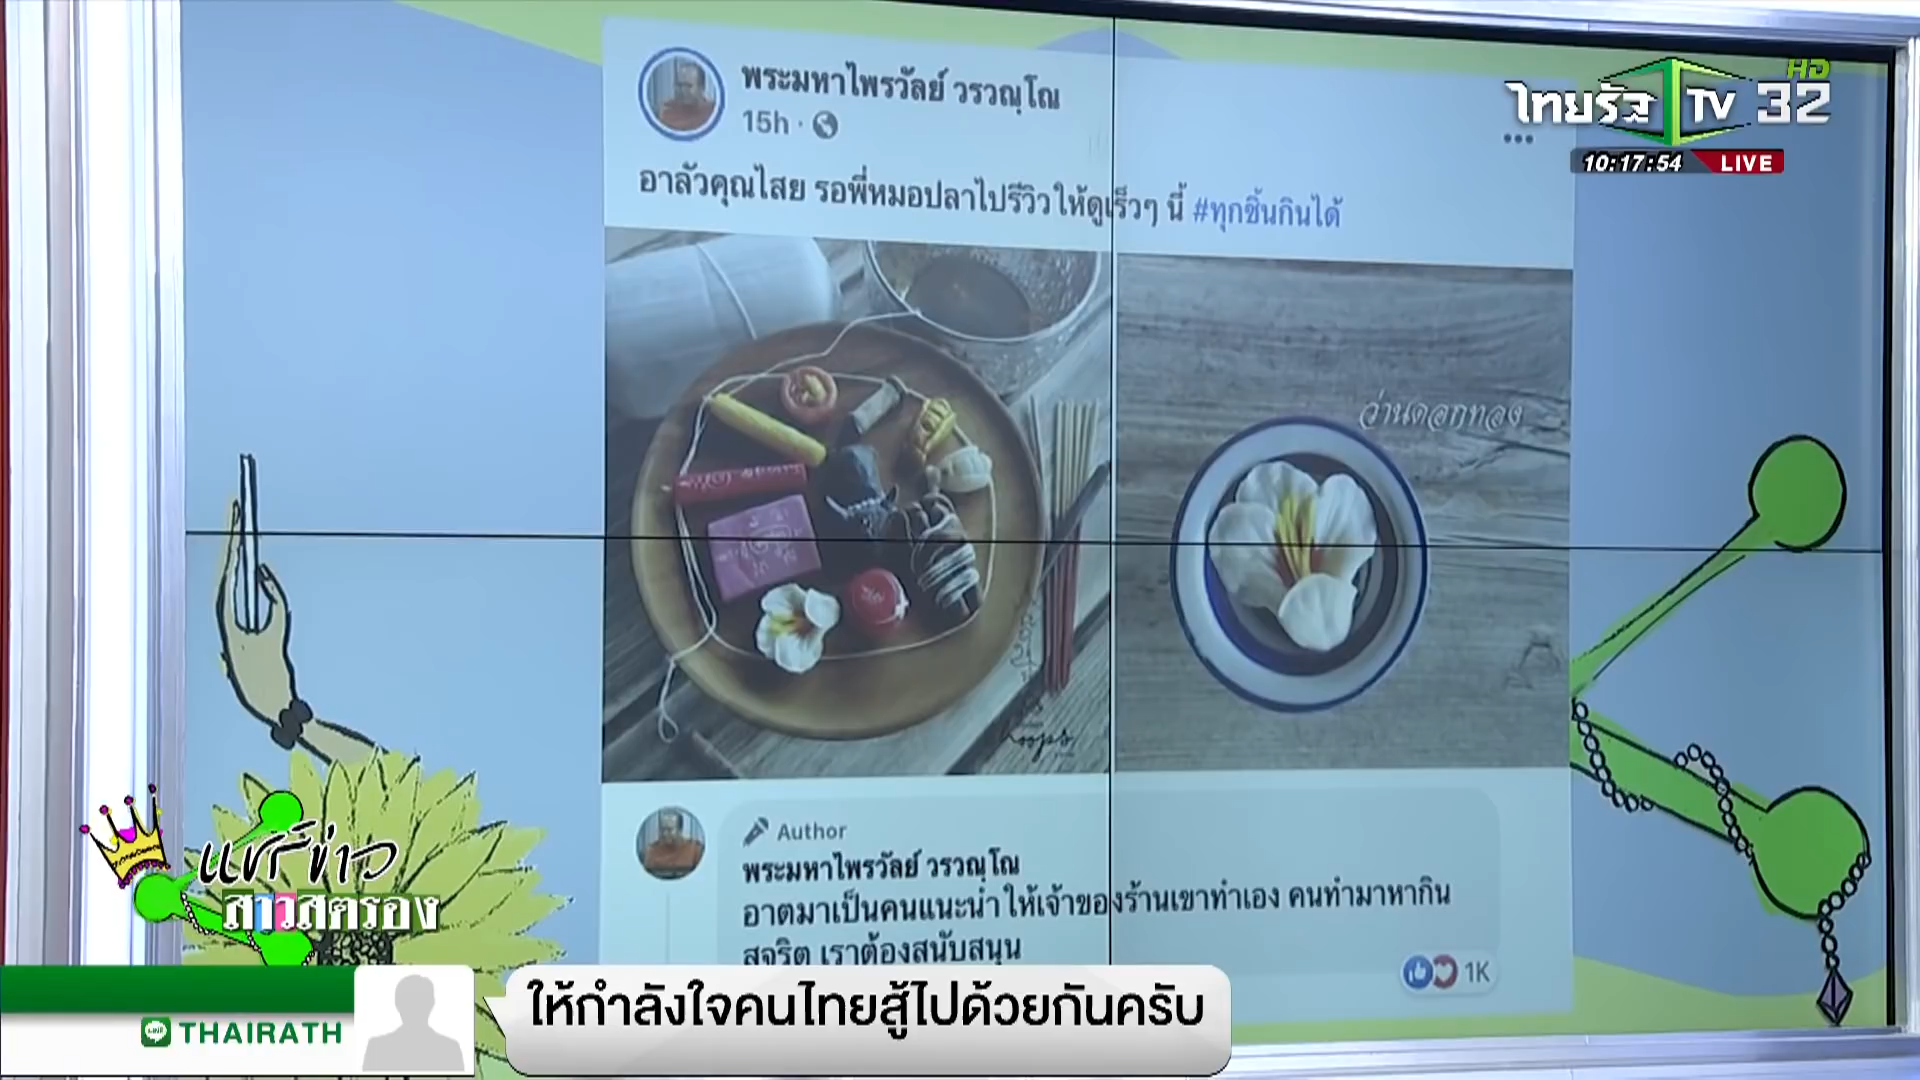 พระมหาไพรวัลย์ วรวณฺโณ
15h
อาลัวคุณไสย รอพี่หมอปลาไปรีวิวให้ดูเร็วๆ นี้ #ทุกชิ้นกินได้
ไทยรัฐ TV 32 HD
10:17:54 LIVE
ว่านดอกทอง
Author
พระมหาไพรวัลย์ วรวณฺโณ
อาตมาเป็นคนแนะนำให้เจ้าของร้านเขาทำเอง คนทำมาหากิน
สุจริต เราต้องสนับสนุน
1K
แชร์ข่าว
สาวสตรอง
LINE THAIRATH
ให้กำลังใจคนไทยสู้ไปด้วยกันครับ